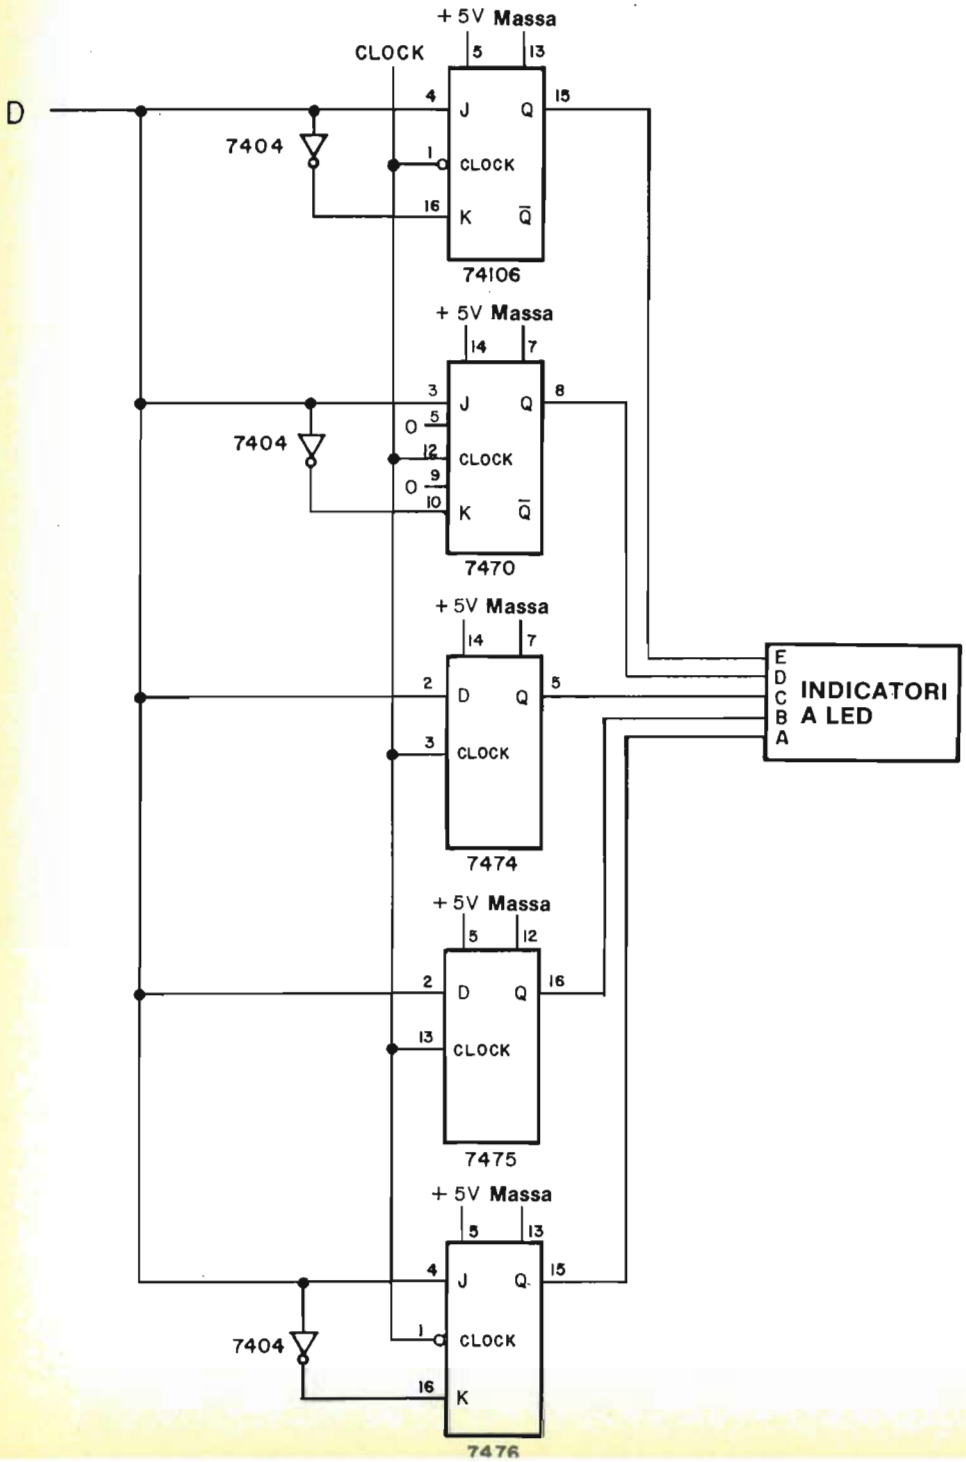 + 5V Massa
CLOCK
5 13
D
4 J Q 15
7404
1 CLOCK
16 K Q̅
74106
+ 5V Massa
14 7
3 J Q 8
O 5
7404
12 CLOCK
O 9
10 K Q̅
7470
+ 5V Massa
14 7
2 D Q 5
3 CLOCK
7474
E
D
C
B
A
INDICATORI
A LED
+ 5V Massa
5 12
2 D Q 16
13 CLOCK
7475
+ 5V Massa
5 13
4 J Q 15
7404
1 CLOCK
16 K
7476